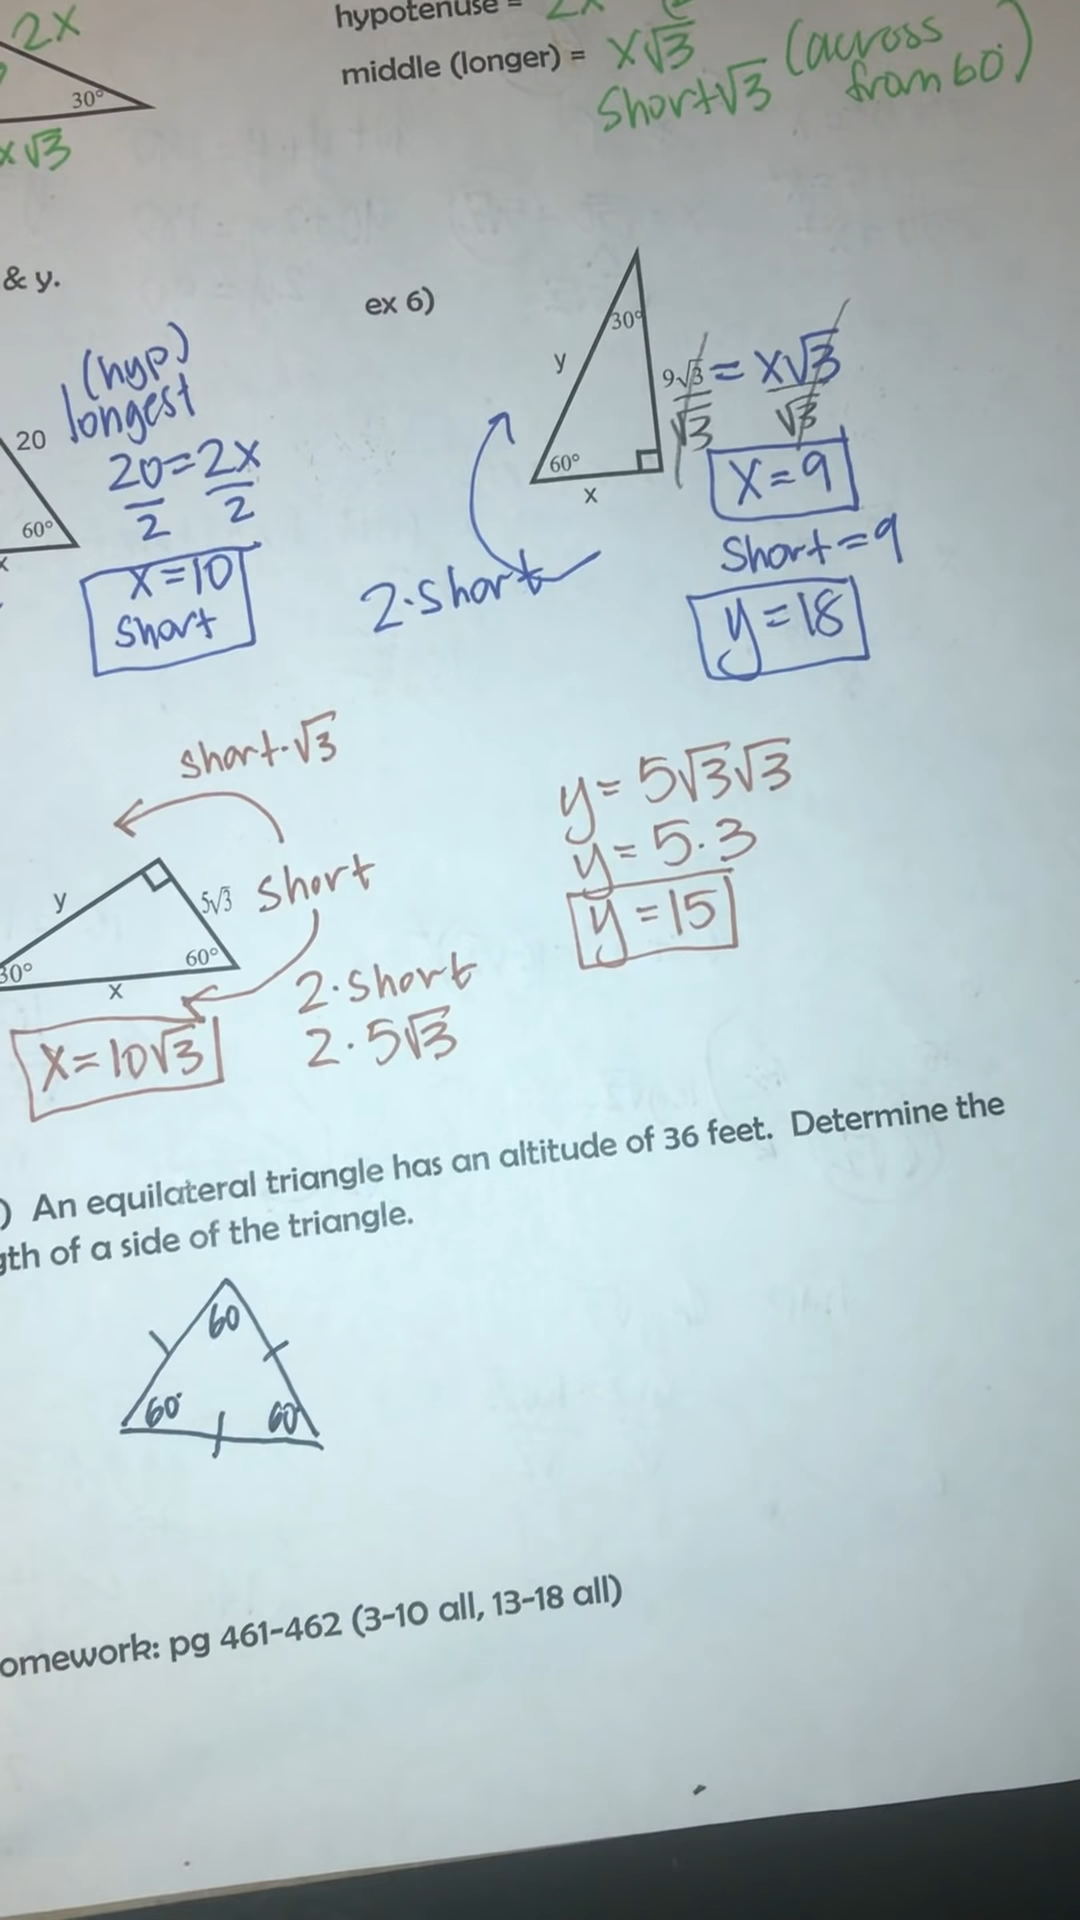 2x
30°
x√3
hypotenuse = 2x
middle (longer) = x√3 (across
short√3 from 60°)
& y.
(hyp)
longest
20
20=2x
2 2
60°
x
x=10
short
ex 6)
30°
y
9√3 = x√3
√3 √3
60°
x
x=9
2·short
short=9
y=18
short·√3
y
5√3
short
30°
60°
x
2·short
x=10√3
2·5√3
y=5√3√3
y=5·3
y=15
) An equilateral triangle has an altitude of 36 feet. Determine the
gth of a side of the triangle.
60
60°
60
omework: pg 461-462 (3-10 all, 13-18 all)